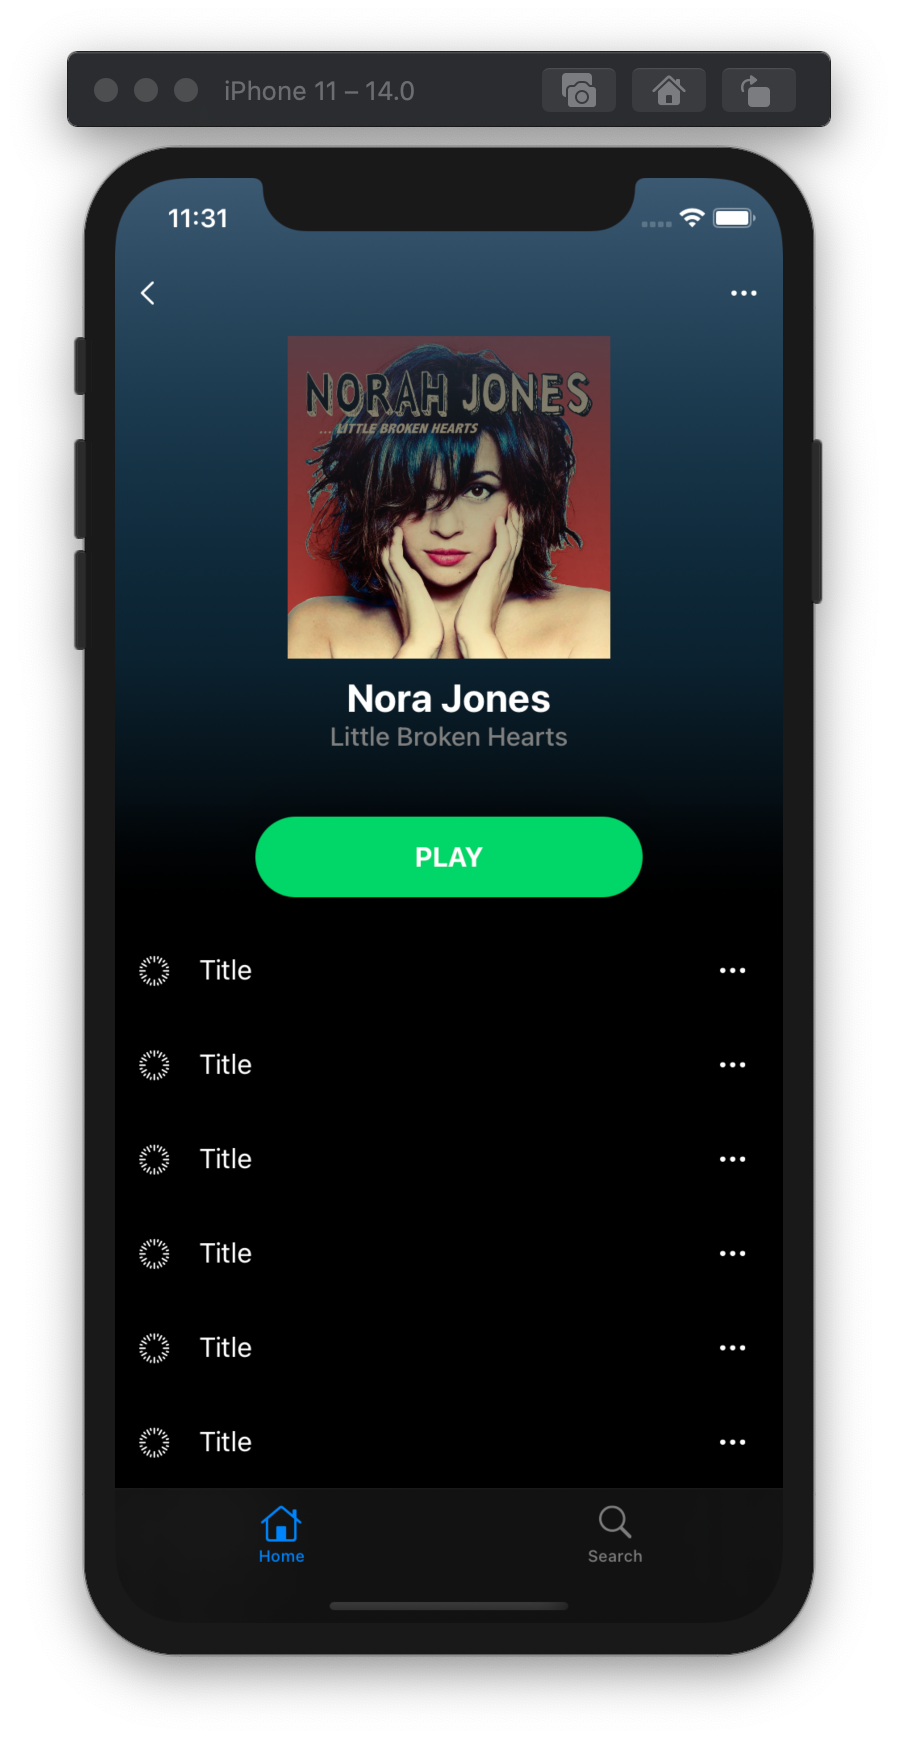 iPhone 11 – 14.0
11:31
NORAH JONES
... LITTLE BROKEN HEARTS
Nora Jones
Little Broken Hearts
PLAY
Title
Title
Title
Title
Title
Title
Home
Search